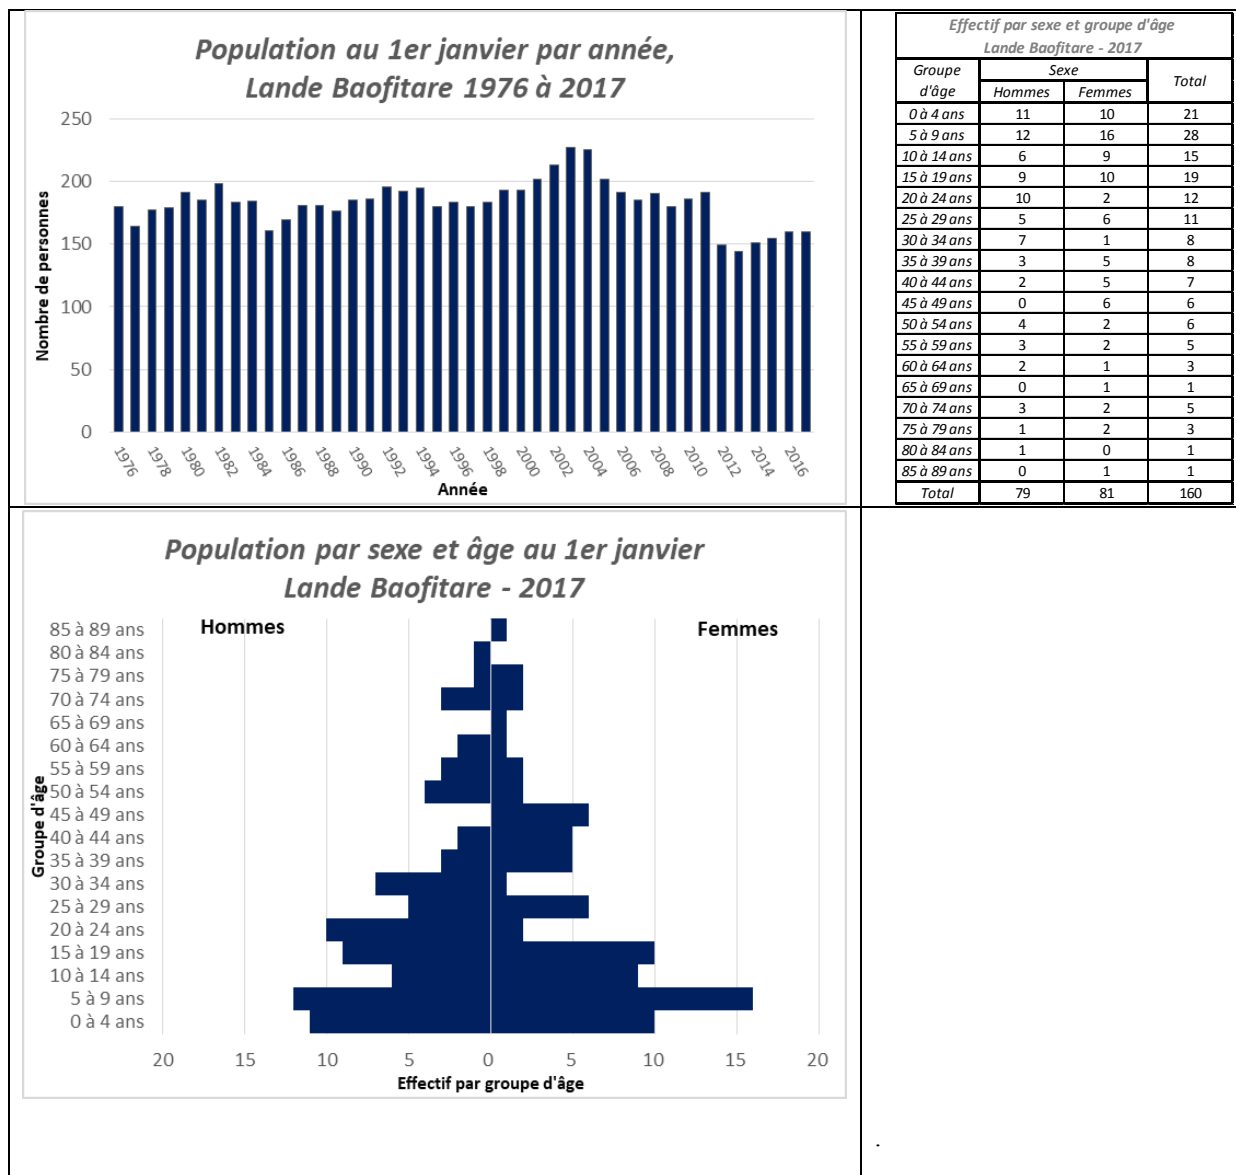 Population au 1er janvier par année,
Lande Baofitare 1976 à 2017
250
200
150
100
50
0
Nombre de personnes
1976 1978 1980 1982 1984 1986 1988 1990 1992 1994 1996 1998 2000 2002 2004 2006 2008 2010 2012 2014 2016
Année
Effectif par sexe et groupe d'âge
Lande Baofitare - 2017
Groupe d'âge Sexe Total
Hommes Femmes
0 à 4 ans 11 10 21
5 à 9 ans 12 16 28
10 à 14 ans 6 9 15
15 à 19 ans 9 10 19
20 à 24 ans 10 2 12
25 à 29 ans 5 6 11
30 à 34 ans 7 1 8
35 à 39 ans 3 5 8
40 à 44 ans 2 5 7
45 à 49 ans 0 6 6
50 à 54 ans 4 2 6
55 à 59 ans 3 2 5
60 à 64 ans 2 1 3
65 à 69 ans 0 1 1
70 à 74 ans 3 2 5
75 à 79 ans 1 2 3
80 à 84 ans 1 0 1
85 à 89 ans 0 1 1
Total 79 81 160
Population par sexe et âge au 1er janvier
Lande Baofitare - 2017
Hommes Femmes
85 à 89 ans
80 à 84 ans
75 à 79 ans
70 à 74 ans
65 à 69 ans
60 à 64 ans
55 à 59 ans
50 à 54 ans
45 à 49 ans
40 à 44 ans
35 à 39 ans
30 à 34 ans
25 à 29 ans
20 à 24 ans
15 à 19 ans
10 à 14 ans
5 à 9 ans
0 à 4 ans
Groupe d'âge
20 15 10 5 0 5 10 15 20
Effectif par groupe d'âge
.